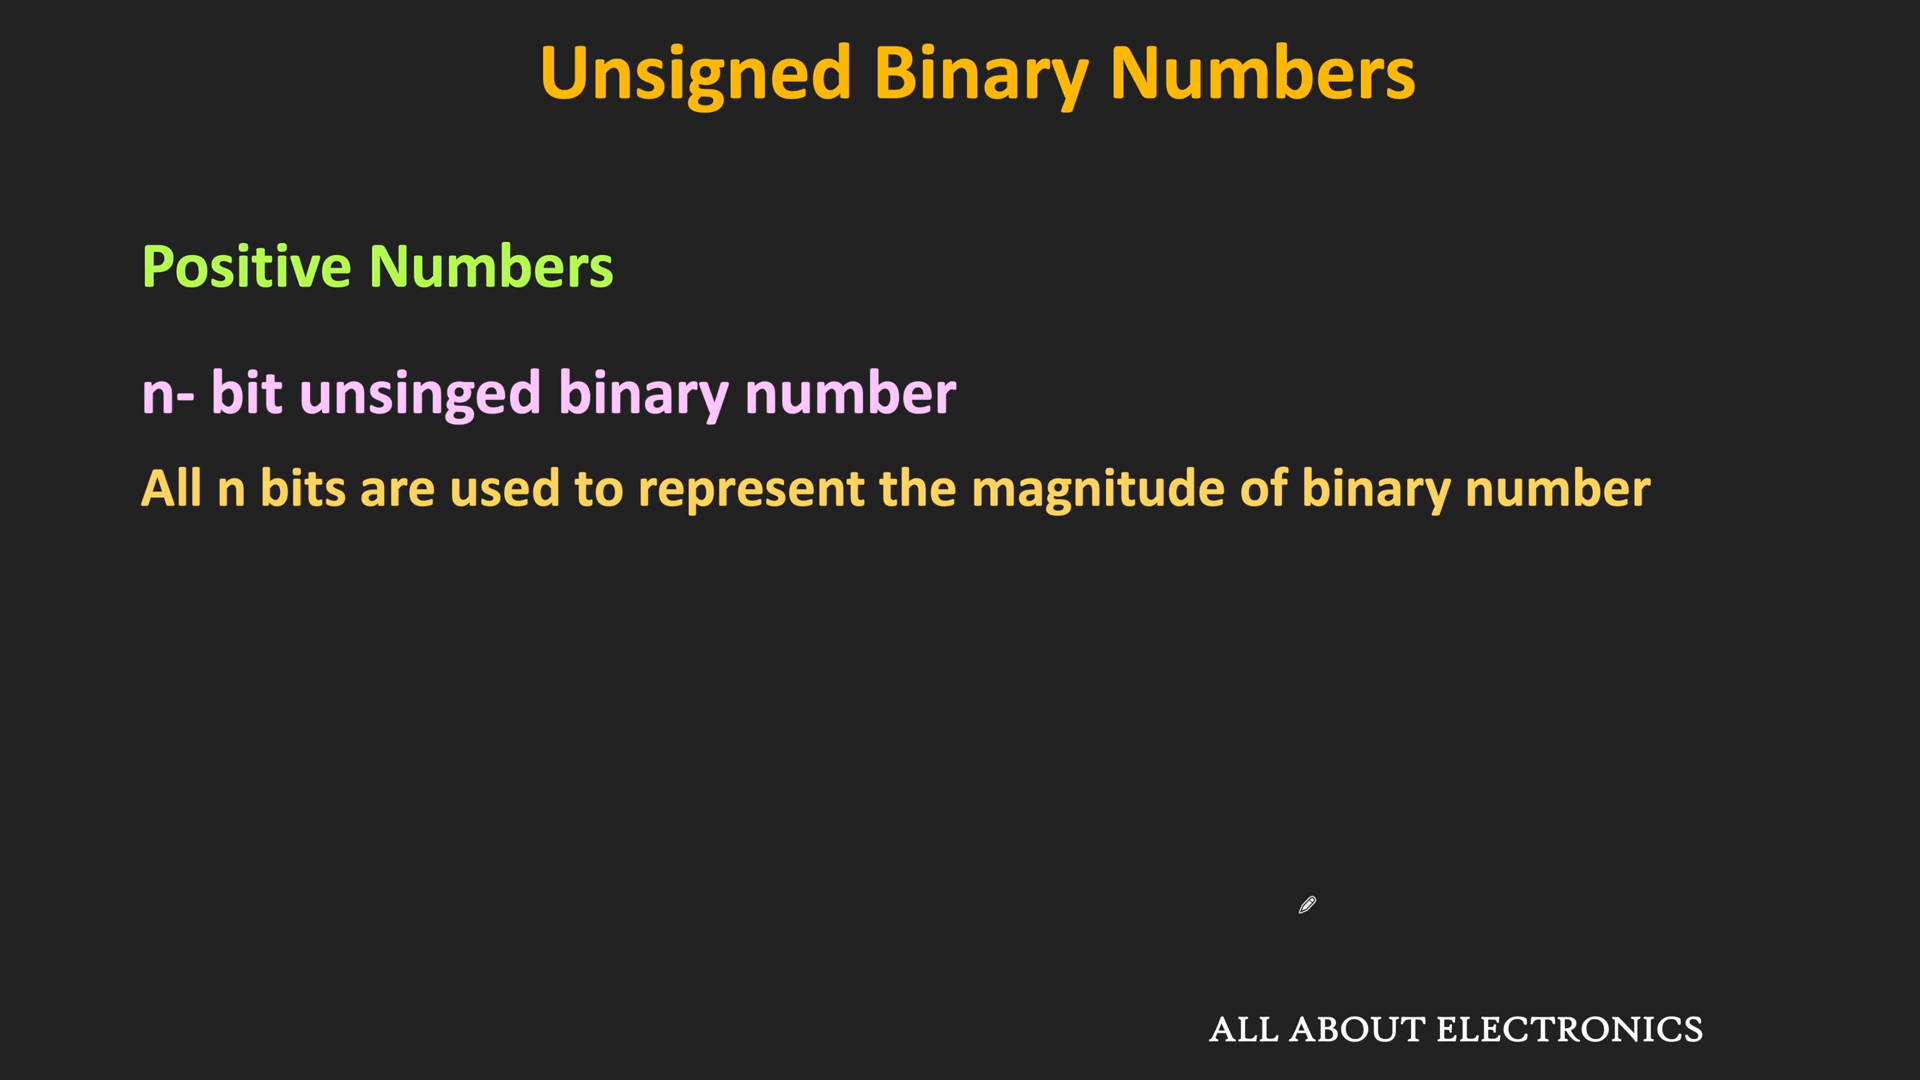 Unsigned Binary Numbers
Positive Numbers
n- bit unsinged binary number
All n bits are used to represent the magnitude of binary number
ALL ABOUT ELECTRONICS